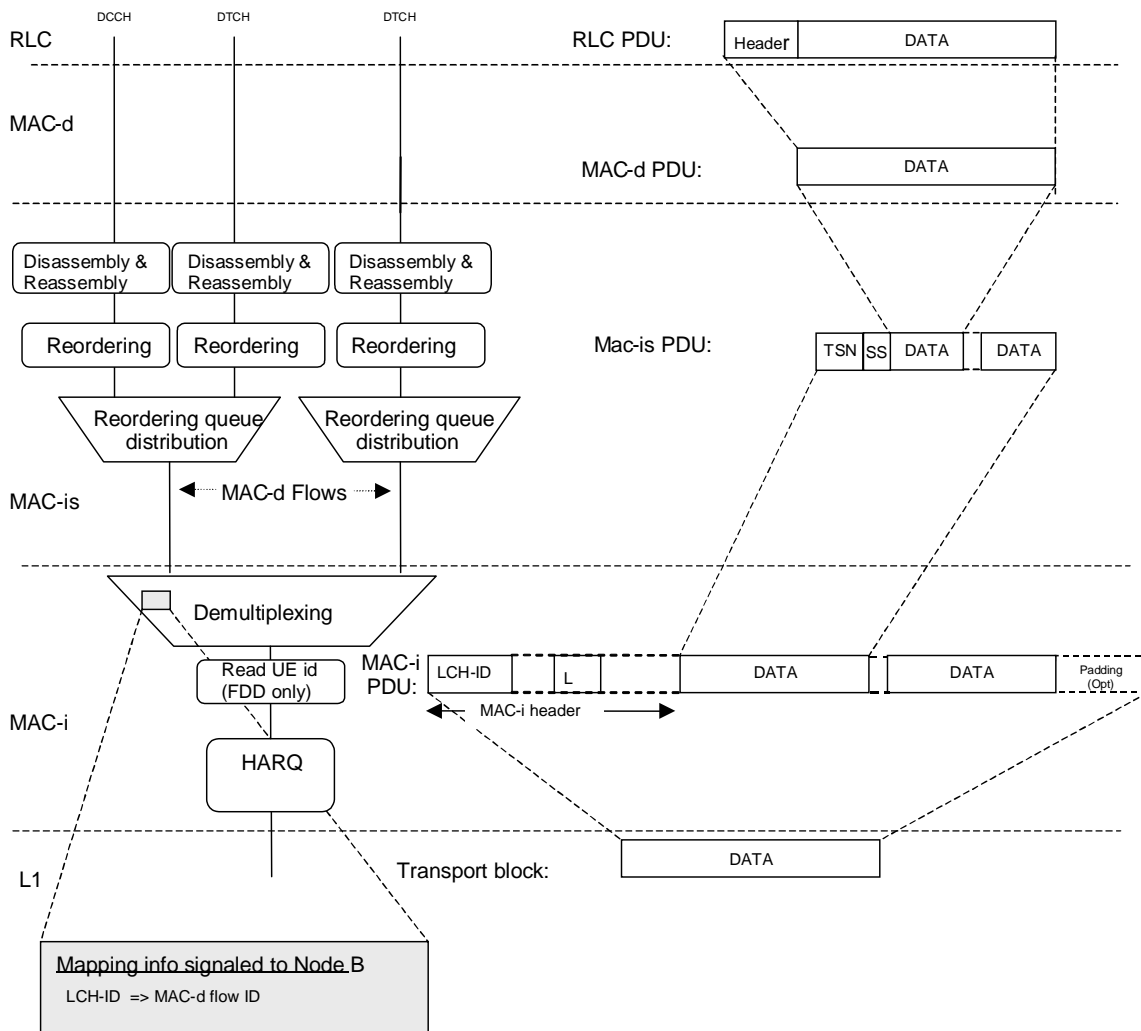 DCCH DTCH DTCH
RLC
RLC PDU: Header DATA
MAC-d
MAC-d PDU: DATA
Disassembly & Reassembly
Disassembly & Reassembly
Disassembly & Reassembly
Reordering Reordering Reordering
Mac-is PDU: TSN SS DATA DATA
Reordering queue
distribution
Reordering queue
distribution
MAC-d Flows
MAC-is
Demultiplexing
Read UE id
(FDD only)
MAC-i
PDU:
LCH-ID L DATA DATA Padding
(Opt)
MAC-i header
MAC-i
HARQ
Transport block: DATA
L1
Mapping info signaled to Node B
LCH-ID => MAC-d flow ID